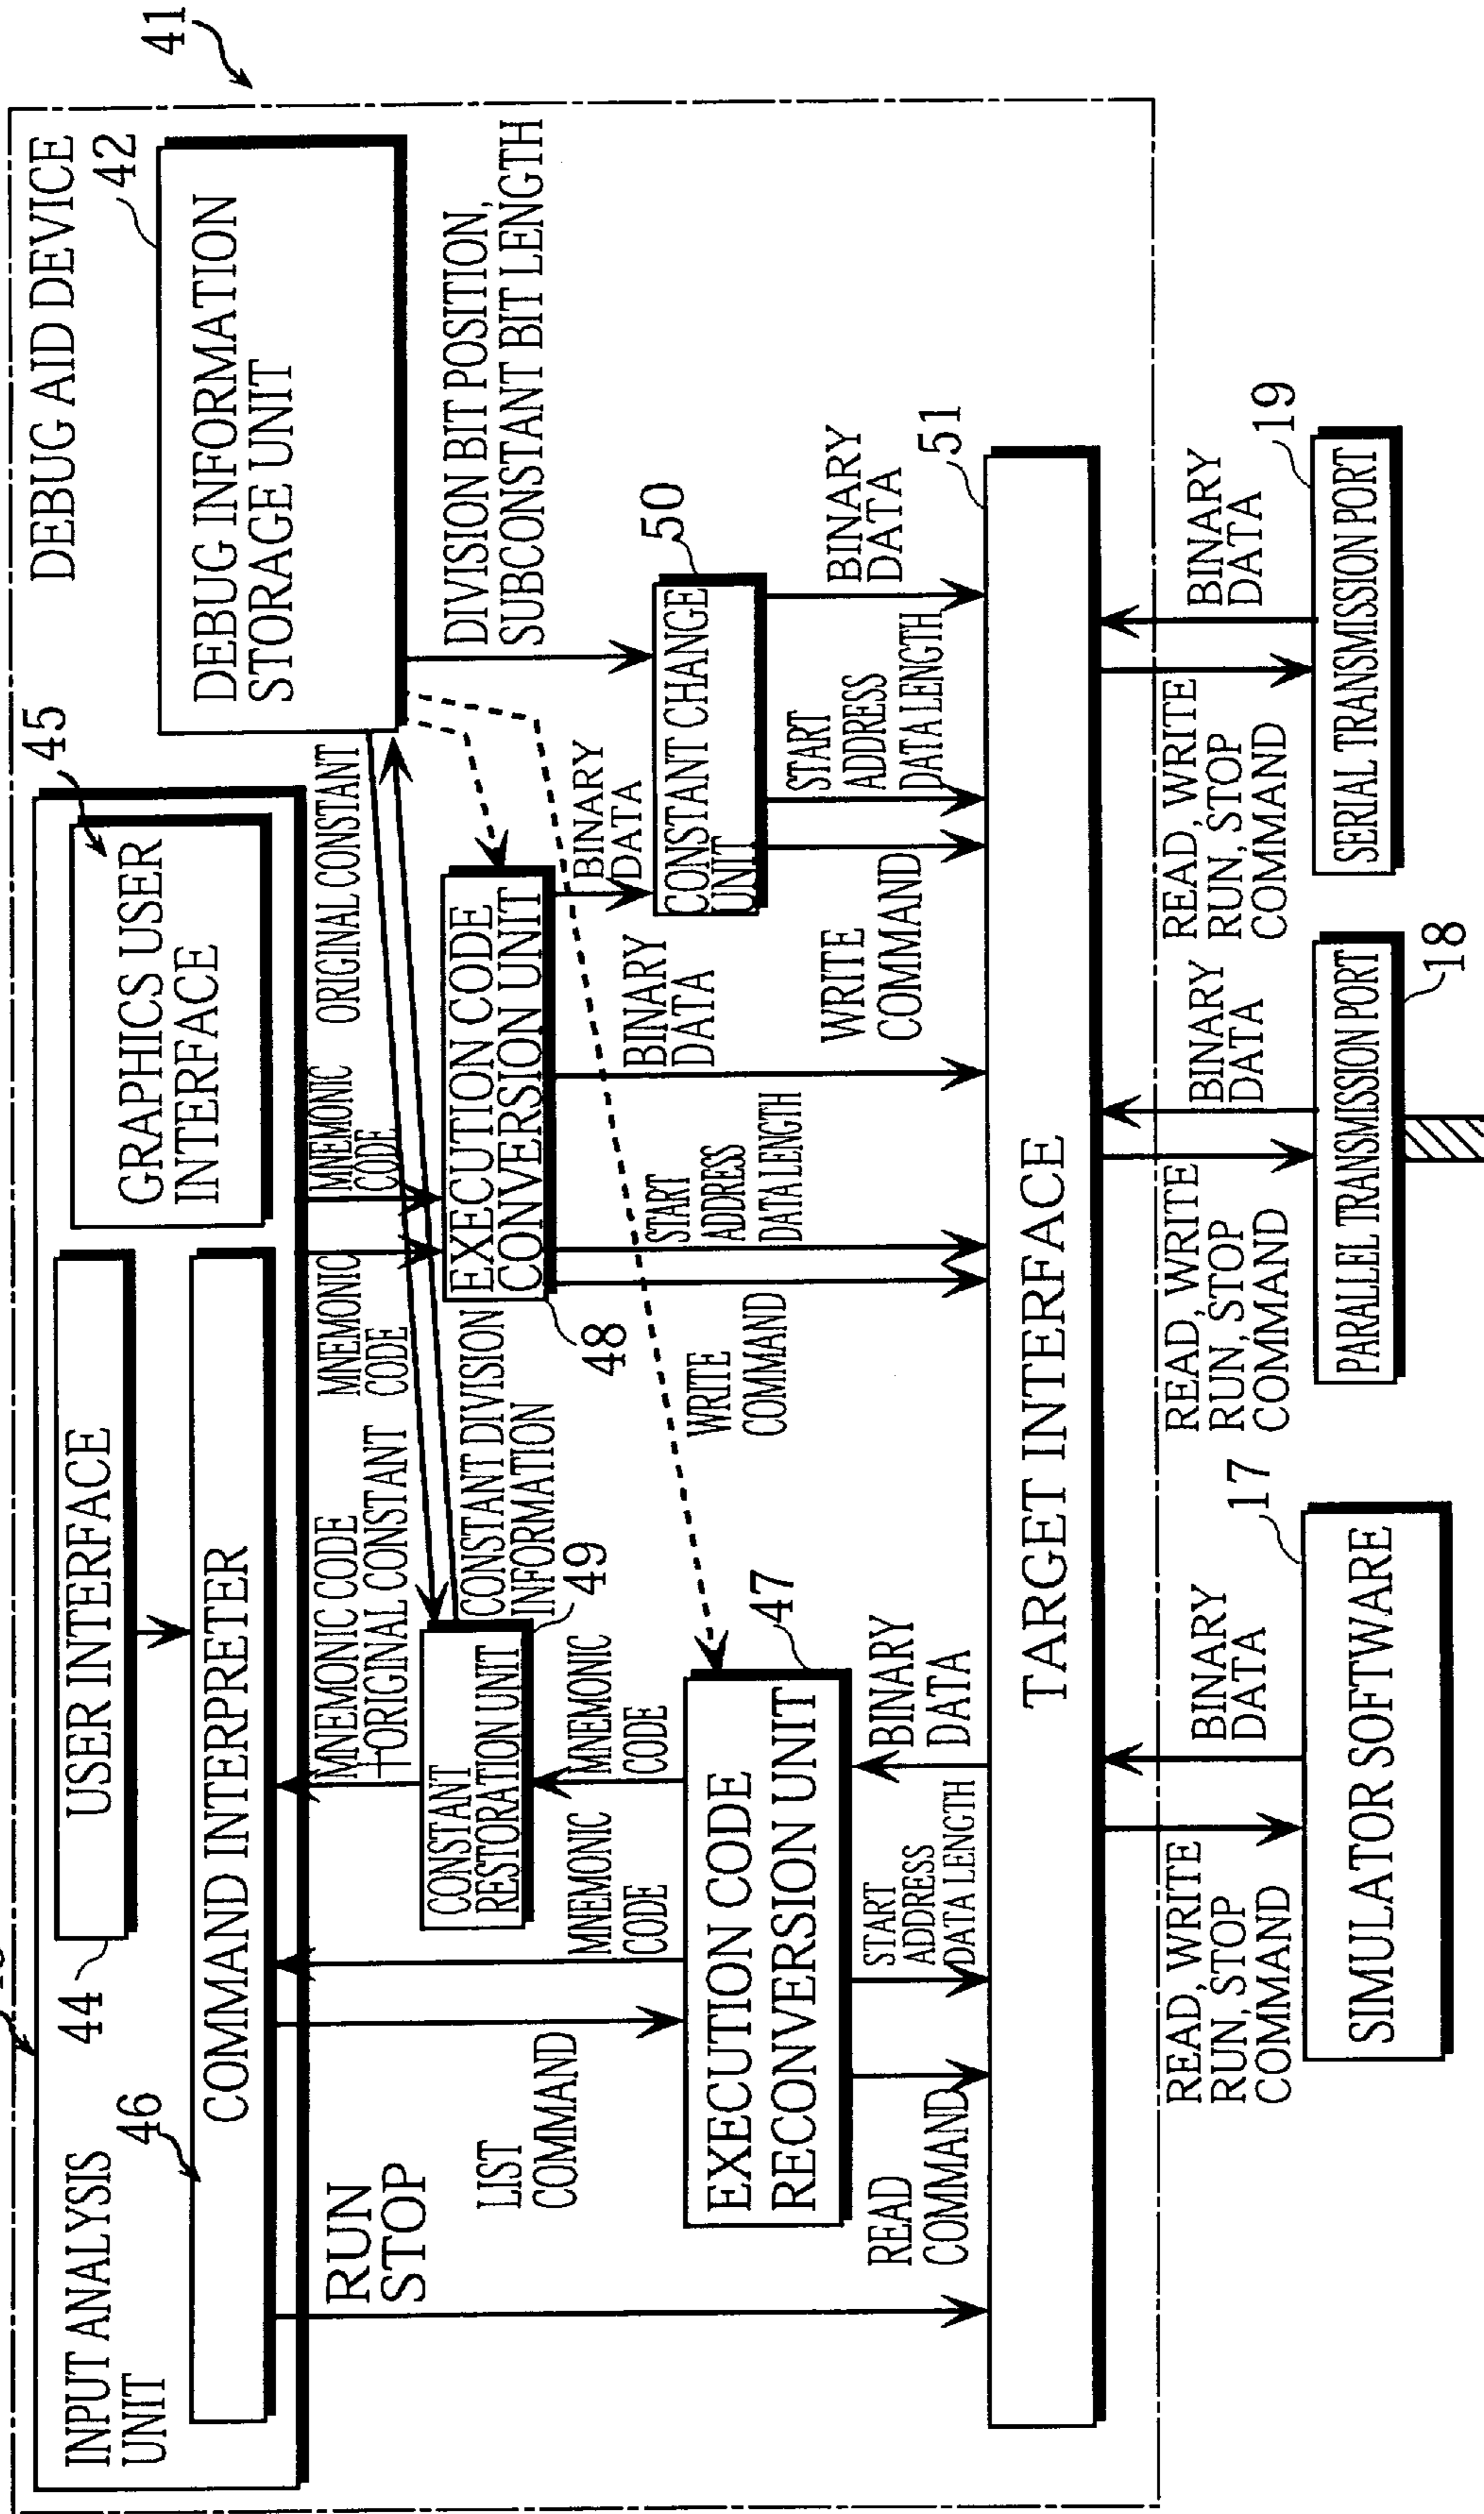 DEBUG AID DEVICE
41
INPUT ANALYSIS
UNIT
44
USER INTERFACE
46
COMMAND INTERPRETER
45
GRAPHICS USER
INTERFACE
42
DEBUG INFORMATION
STORAGE UNIT
RUN
STOP
LIST
COMMAND
MNEMONIC
CODE
MNEMONIC CODE
+ORIGINAL CONSTANT
MNEMONIC
CODE
MNEMONIC
CODE
ORIGINAL CONSTANT
DIVISION BIT POSITION,
SUBCONSTANT BIT LENGTH
CONSTANT
RESTORATION UNIT
49
CONSTANT DIVISION
INFORMATION
MNEMONIC
CODE
48
EXECUTION CODE
CONVERSION UNIT
BINARY
DATA
50
CONSTANT CHANGE
UNIT
EXECUTION CODE
RECONVERSION UNIT
47
WRITE
COMMAND
START
ADDRESS
DATA LENGTH
BINARY
DATA
WRITE
COMMAND
START
ADDRESS
DATA LENGTH
BINARY
DATA
READ
COMMAND
START
ADDRESS
DATA LENGTH
BINARY
DATA
51
TARGET INTERFACE
READ, WRITE
RUN, STOP
COMMAND
BINARY
DATA
17
SIMULATOR SOFTWARE
READ, WRITE
RUN, STOP
COMMAND
BINARY
DATA
PARALLEL TRANSMISSION PORT
18
READ, WRITE
RUN, STOP
COMMAND
BINARY
DATA
19
SERIAL TRANSMISSION PORT